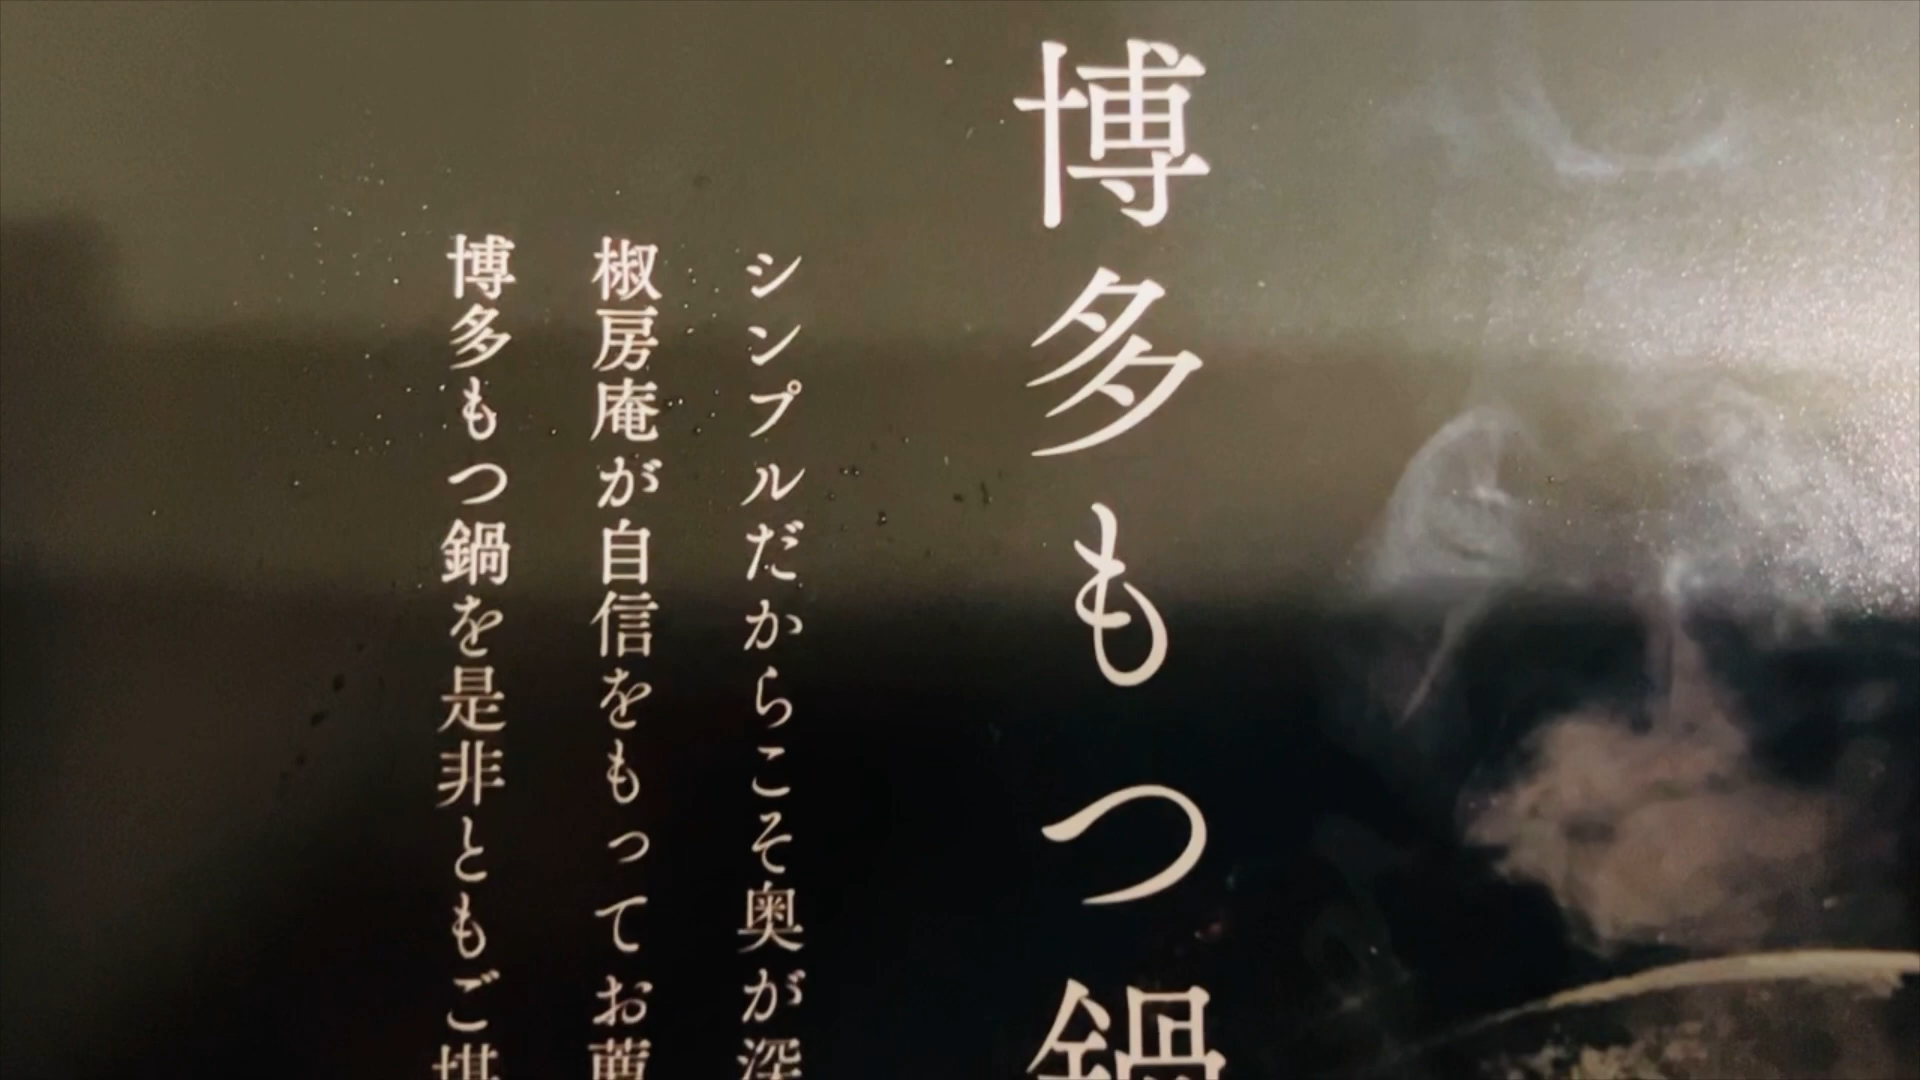 博多もつ鍋
シンプルだからこそ奥が深
椒房庵が自信をもってお薦
博多もつ鍋を是非ともご堪